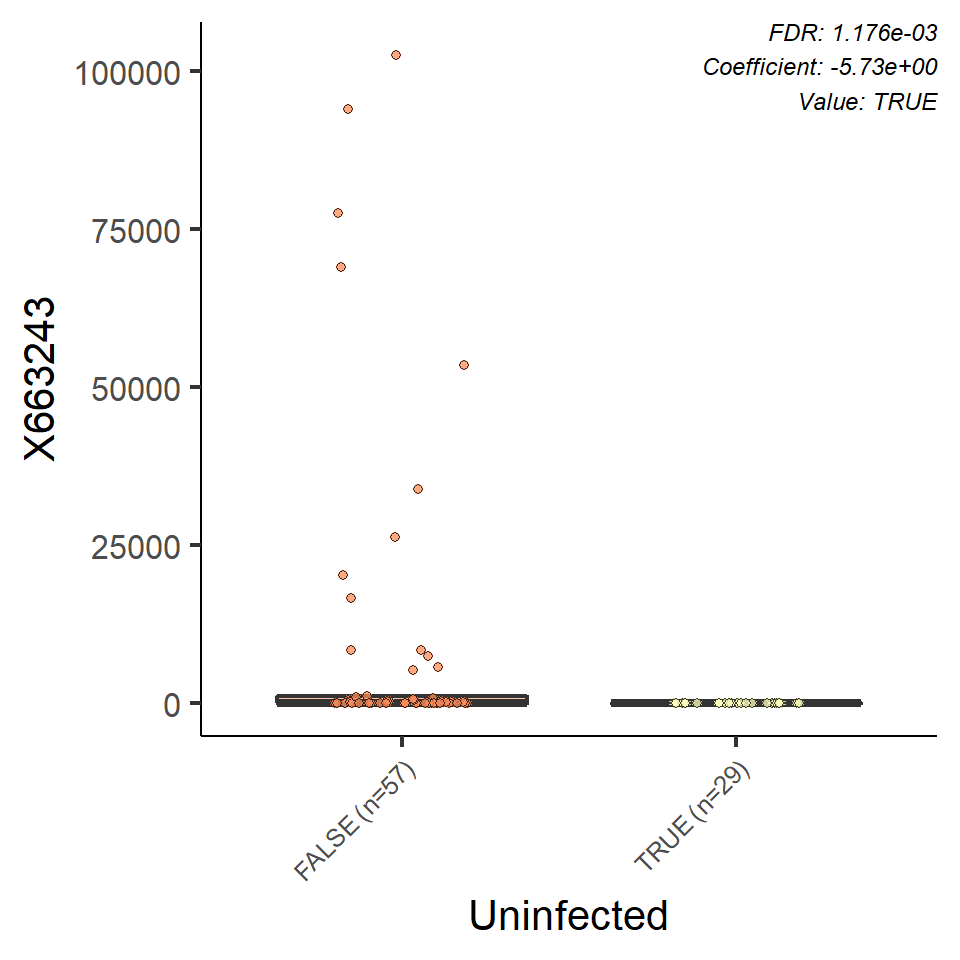 FDR: 1.176e-03
Coefficient: -5.73e+00
Value: TRUE
X663243
100000
75000
50000
25000
0
FALSE (n=57)
TRUE (n=29)
Uninfected